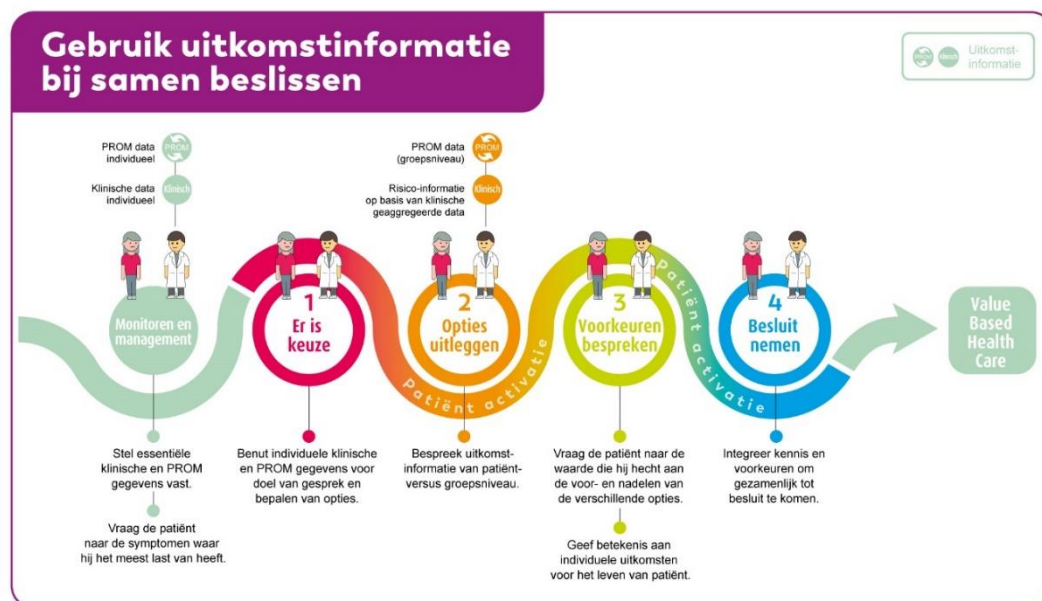 Gebruik uitkomstinformatie
bij samen beslissen
PROM
Klinisch
Uitkomst-
informatie
PROM data
individueel
PROM
Klinische data
individueel
Klinisch
PROM data
(groepsniveau)
PROM
Risico-informatie
op basis van klinische
geaggregeerde data
Klinisch
Monitoren en
management
1
Er is
keuze
Patiënt activatie
2
Opties
uitleggen
3
Voorkeuren
bespreken
Patiënt activatie
4
Besluit
nemen
Value
Based
Health
Care
Stel essentiële
klinische en PROM
gegevens vast.
Vraag de patiënt
naar de symptomen waar
hij het meest last van heeft.
Benut individuele klinische
en PROM gegevens voor
doel van gesprek en
bepalen van opties.
Bespreek uitkomst-
informatie van patiënt-
versus groepsniveau.
Vraag de patiënt naar de
waarde die hij hecht aan
de voor- en nadelen van
de verschillende opties.
Geef betekenis aan
individuele uitkomsten
voor het leven van patiënt.
Integreer kennis en
voorkeuren om
gezamenlijk tot
besluit te komen.